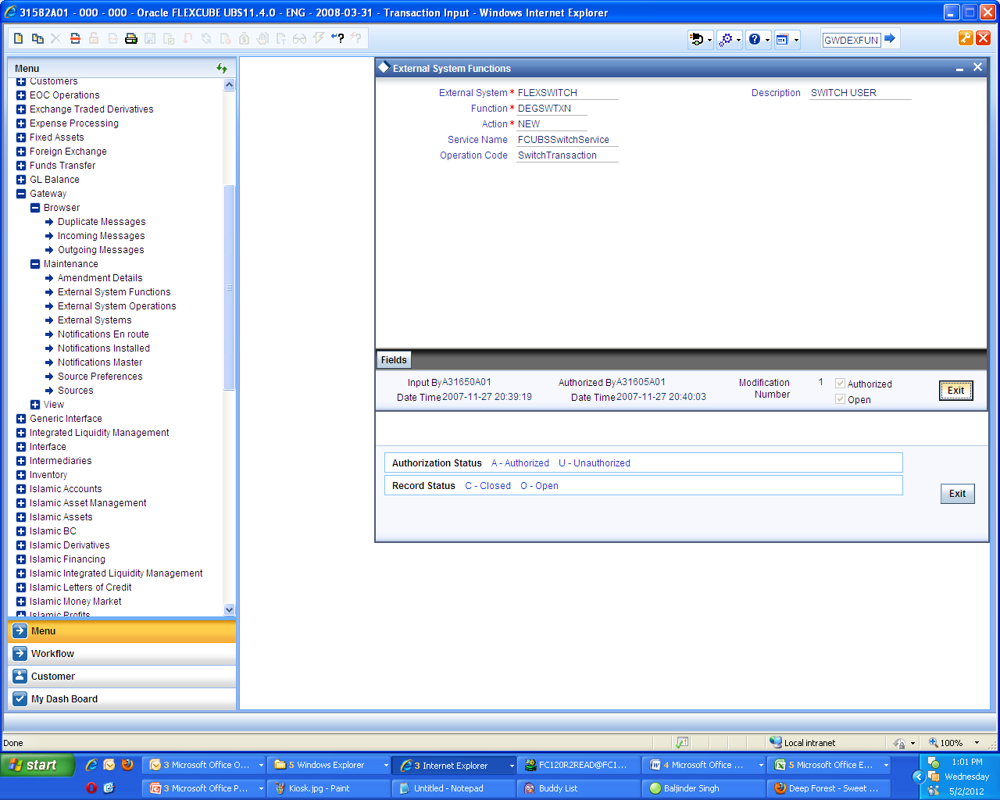 31582A01 - 000 - 000 - Oracle FLEXCUBE UBS11.4.0 - ENG - 2008-03-31 - Transaction Input - Windows Internet Explorer
GWDEXFUN
Menu
Customers
EOC Operations
Exchange Traded Derivatives
Expense Processing
Fixed Assets
Foreign Exchange
Funds Transfer
GL Balance
Gateway
Browser
Duplicate Messages
Incoming Messages
Outgoing Messages
Maintenance
Amendment Details
External System Functions
External System Operations
External Systems
Notifications En route
Notifications Installed
Notifications Master
Source Preferences
Sources
View
Generic Interface
Integrated Liquidity Management
Interface
Intermediaries
Inventory
Islamic Accounts
Islamic Asset Management
Islamic Assets
Islamic BC
Islamic Derivatives
Islamic Financing
Islamic Integrated Liquidity Management
Islamic Letters of Credit
Islamic Money Market
Islamic Profits
Menu
Workflow
Customer
My Dash Board
External System Functions
External System * FLEXSWITCH Description SWITCH USER
Function * DEGSWTXN
Action * NEW
Service Name FCUBSSwitchService
Operation Code SwitchTransaction
Fields
Input By A31650A01 Authorized By A31605A01 Modification Number 1 Authorized
Date Time 2007-11-27 20:39:19 Date Time 2007-11-27 20:40:03 Open
Exit
Authorization Status A - Authorized U - Unauthorized
Record Status C - Closed O - Open
Exit
Done Local intranet 100%
start 3 Microsoft Office O... 5 Windows Explorer 3 Internet Explorer FC120R2READ@FC1... 4 Microsoft Office ... 5 Microsoft Office E... 1:01 PM
Wednesday
3 Microsoft Office P... Kiosk.jpg - Paint Untitled - Notepad Buddy List Baljinder Singh Deep Forest - Sweet ... 5/2/2012